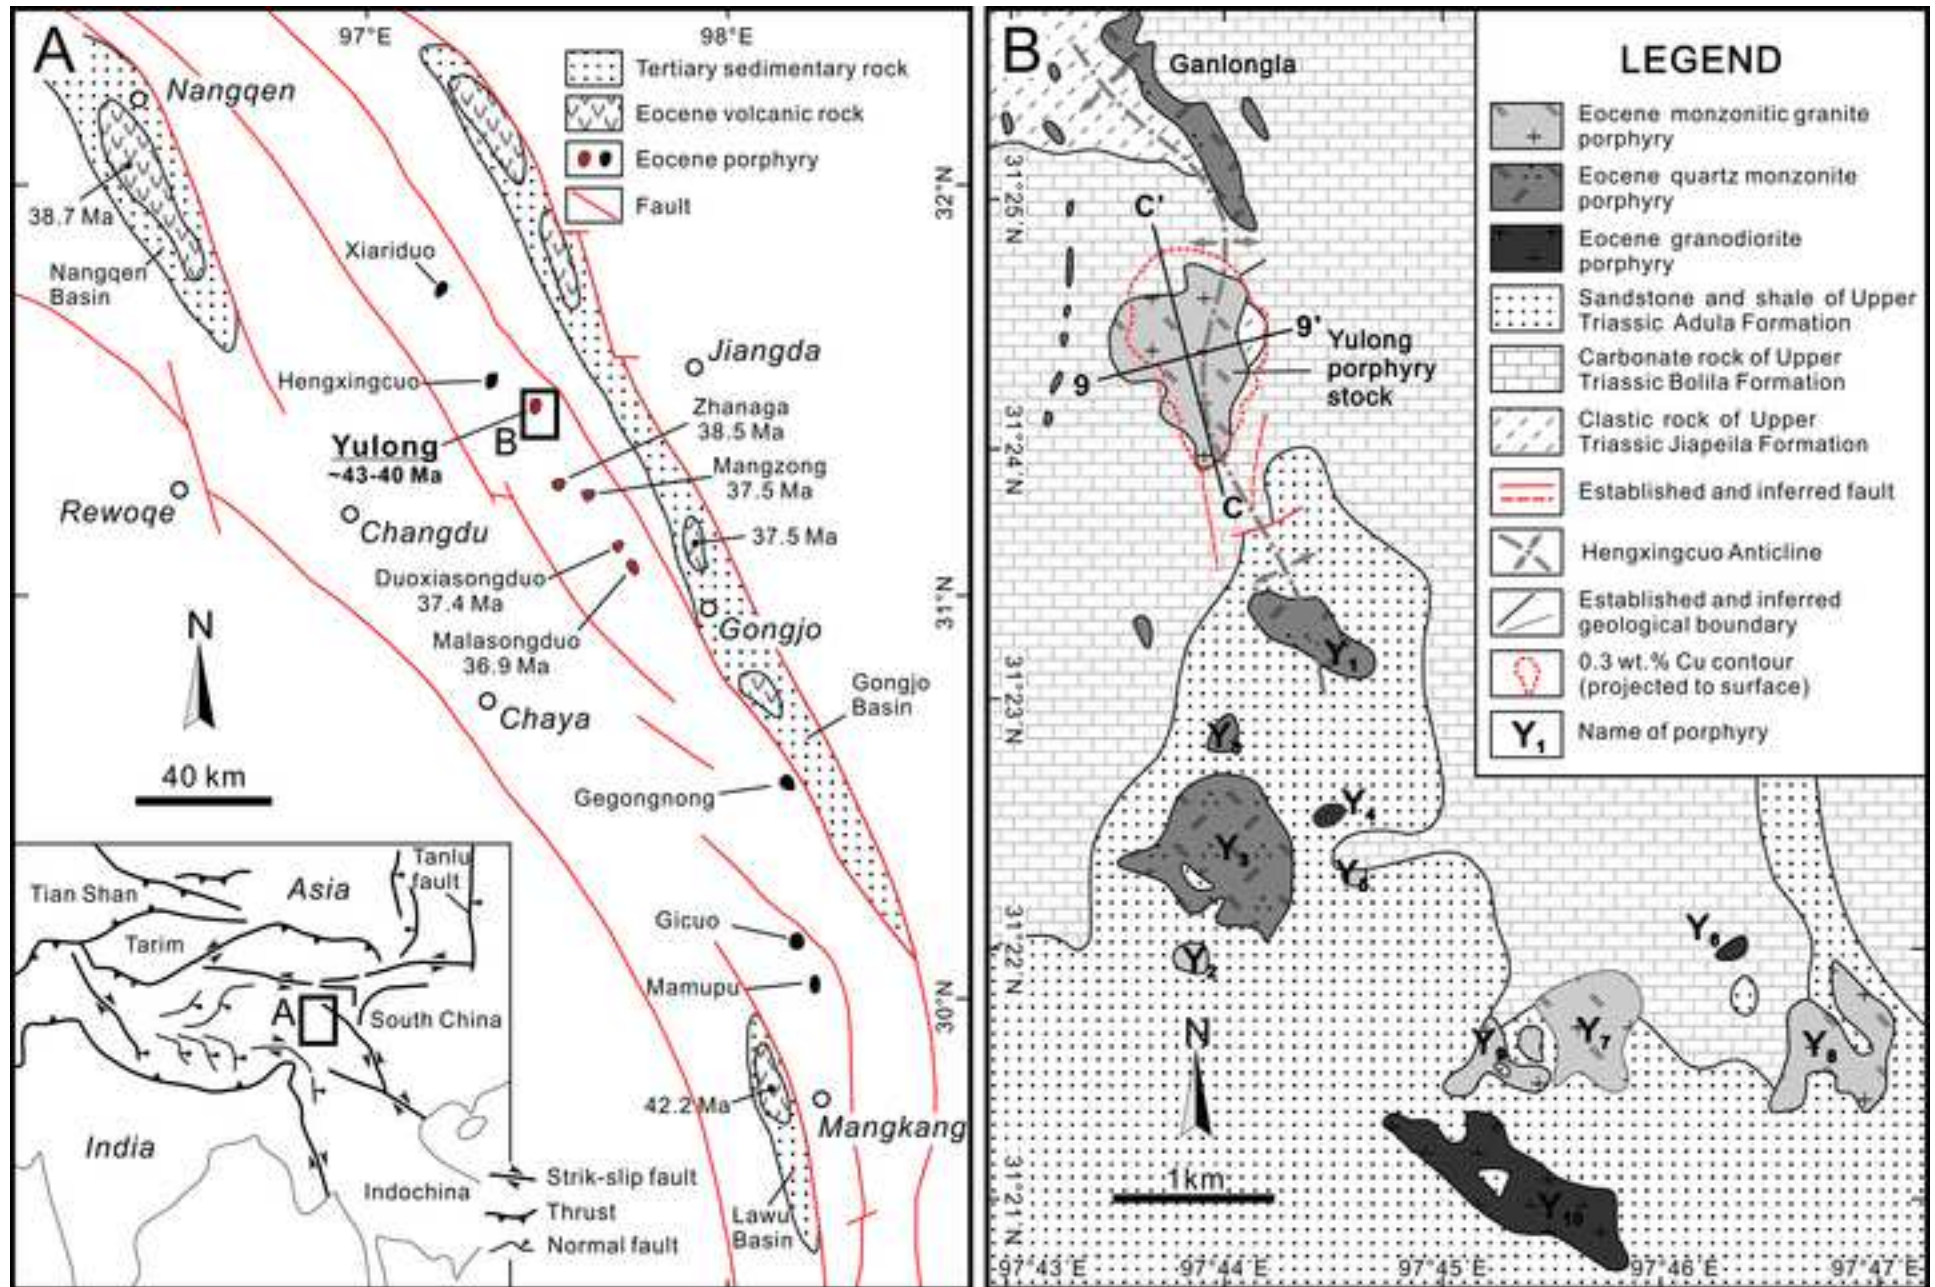 A
97°E
98°E
Tertiary sedimentary rock
Eocene volcanic rock
Eocene porphyry
Fault
Nangqen
38.7 Ma
Nangqen
Basin
32°N
Xiariduo
Hengxingcuo
Jiangda
Zhanaga
38.5 Ma
Yulong
~43-40 Ma
B
Mangzong
37.5 Ma
Rewoqe
Changdu
37.5 Ma
Duoxiasongduo
37.4 Ma
31°N
Gongjo
Malasongduo
36.9 Ma
N
Chaya
Gongjo
Basin
40 km
Gegongnong
Gicuo
Mamupu
30°N
42.2 Ma
Mangkang
Lawu
Basin
Tian Shan
Asia
Tanlu
fault
Tarim
A
South China
India
Indochina
Strik-slip fault
Thrust
Normal fault
B
Ganlongla
31°25′N
C'
9'
Yulong
porphyry
stock
9
31°24′N
C
Y1
31°23′N
Y3
Y4
31°22′N
Y2
Y6
Y7
Y8
N
1km
Y10
31°21′N
97°43′E
97°44′E
97°45′E
97°46′E
97°47′E
LEGEND
Eocene monzonitic granite
porphyry
Eocene quartz monzonite
porphyry
Eocene granodiorite
porphyry
Sandstone and shale of Upper
Triassic Adula Formation
Carbonate rock of Upper
Triassic Bolila Formation
Clastic rock of Upper
Triassic Jiapeila Formation
Established and inferred fault
Hengxingcuo Anticline
Established and inferred
geological boundary
0.3 wt.% Cu contour
(projected to surface)
Y1
Name of porphyry